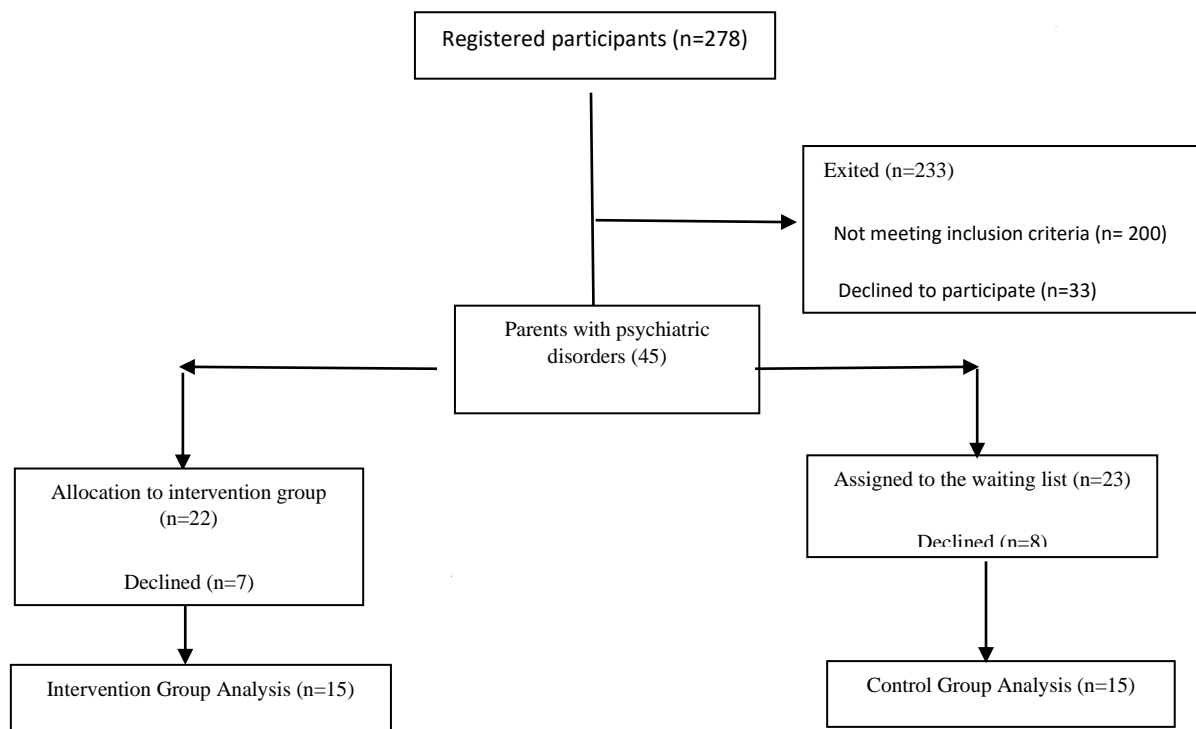 Registered participants (n=278)
Exited (n=233)
Not meeting inclusion criteria (n= 200)
Declined to participate (n=33)
Parents with psychiatric
disorders (45)
Allocation to intervention group
(n=22)
Declined (n=7)
Assigned to the waiting list (n=23)
Declined (n=8)
Intervention Group Analysis (n=15)
Control Group Analysis (n=15)